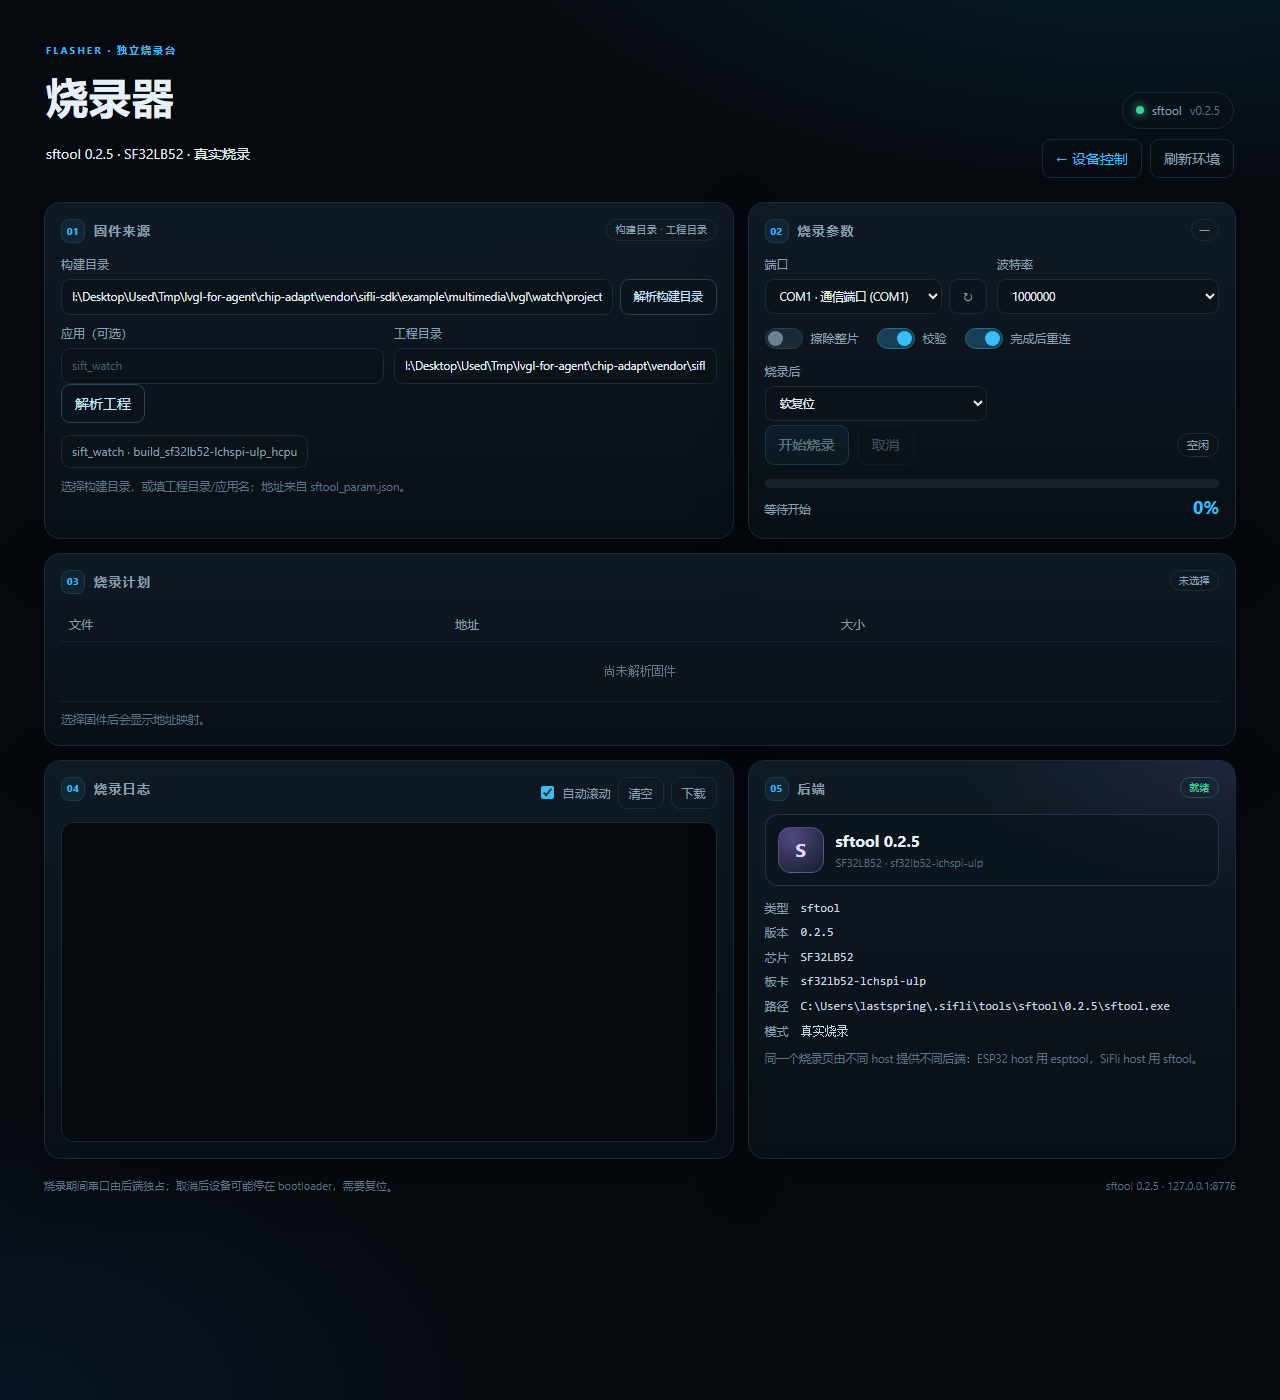 FLASHER · 独立烧录台
烧录器
sftool 0.2.5 · SF32LB52 · 真实烧录
sftool v0.2.5
← 设备控制
刷新环境
01 固件来源
构建目录 · 工程目录
构建目录
I:\Desktop\Used\Tmp\lvgl-for-agent\chip-adapt\vendor\sifli-sdk\example\multimedia\lvgl\watch\project
解析构建目录
应用（可选）
工程目录
sift_watch
I:\Desktop\Used\Tmp\lvgl-for-agent\chip-adapt\vendor\sifl
解析工程
sift_watch · build_sf32lb52-lchspi-ulp_hcpu
选择构建目录，或填工程目录/应用名；地址来自 sftool_param.json。
02 烧录参数
—
端口
波特率
COM1 · 通信端口 (COM1)
↻
1000000
擦除整片
校验
完成后重连
烧录后
软复位
开始烧录
取消
空闲
等待开始
0%
03 烧录计划
未选择
文件 地址 大小
尚未解析固件
选择固件后会显示地址映射。
04 烧录日志
自动滚动
清空
下载
05 后端
就绪
S
sftool 0.2.5
SF32LB52 · sf32lb52-lchspi-ulp
类型 sftool
版本 0.2.5
芯片 SF32LB52
板卡 sf32lb52-lchspi-ulp
路径 C:\Users\lastspring\.sifli\tools\sftool\0.2.5\sftool.exe
模式 真实烧录
同一个烧录页由不同 host 提供不同后端：ESP32 host 用 esptool，SiFli host 用 sftool。
烧录期间串口由后端独占；取消后设备可能停在 bootloader，需要复位。
sftool 0.2.5 · 127.0.0.1:8776